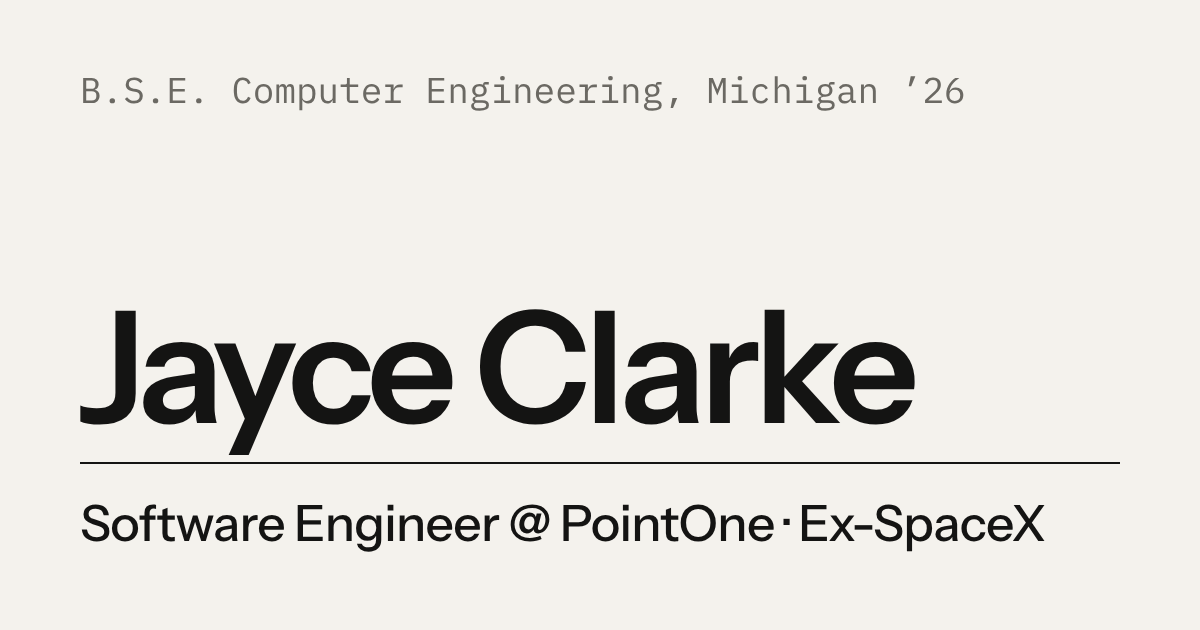 B.S.E. Computer Engineering, Michigan ’26
Jayce Clarke
Software Engineer @ PointOne · Ex-SpaceX